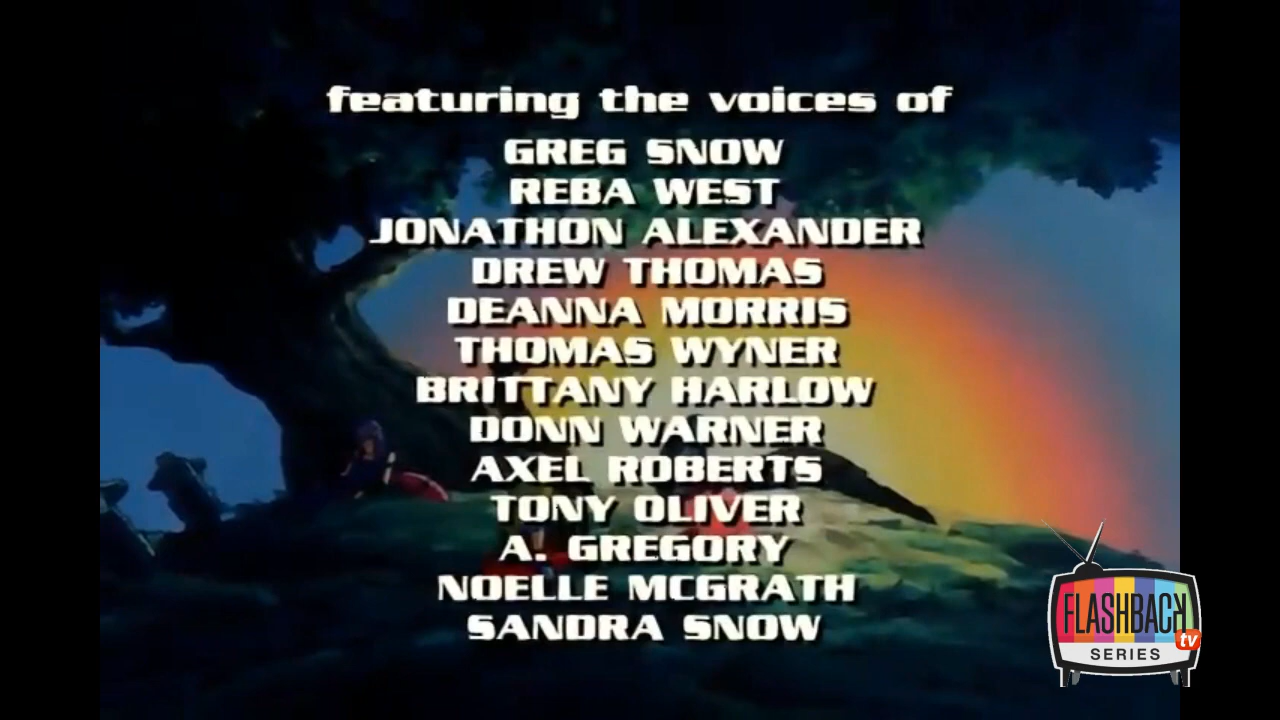 featuring the voices of
GREG SNOW
REBA WEST
JONATHON ALEXANDER
DREW THOMAS
DEANNA MORRIS
THOMAS WYNER
BRITTANY HARLOW
DONN WARNER
AXEL ROBERTS
TONY OLIVER
A. GREGORY
NOELLE MCGRATH
SANDRA SNOW
FLASHBACK
tv
SERIES